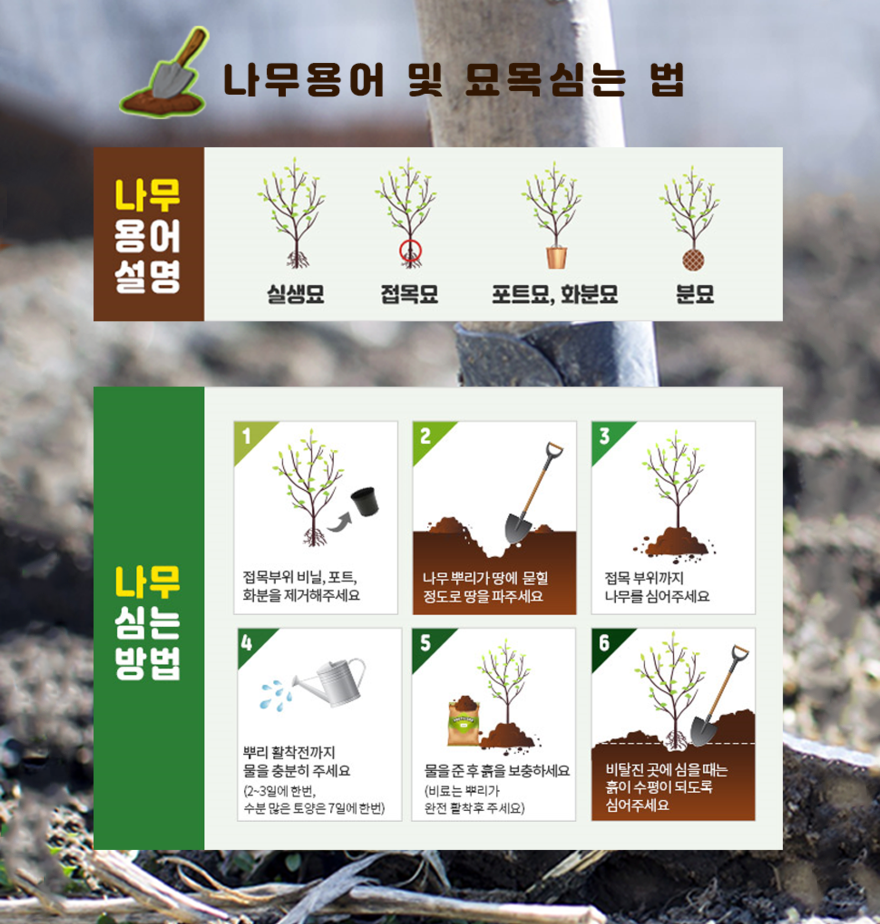 나무용어 및 묘목심는 법
나무
용어
설명
실생묘
접목묘
포트묘, 화분묘
분묘
나무
심는
방법
1
접목부위 비닐, 포트,
화분을 제거해주세요
2
나무 뿌리가 땅에 묻힐
정도로 땅을 파주세요
3
접목 부위까지
나무를 심어주세요
4
뿌리 활착전까지
물을 충분히 주세요
(2~3일에 한번,
수분 많은 토양은 7일에 한번)
5
물을 준 후 흙을 보충하세요
(비료는 뿌리가
완전 활착후 주세요)
6
비탈진 곳에 심을 때는
흙이 수평이 되도록
심어주세요